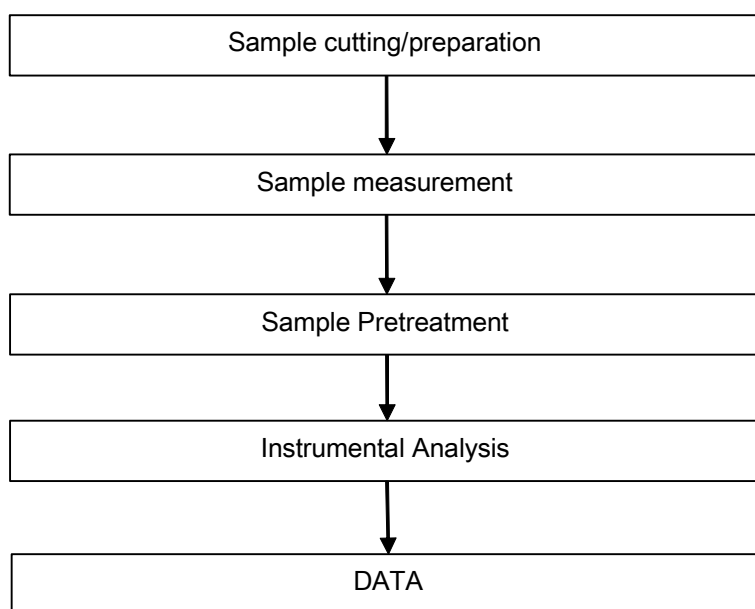 Sample cutting/preparation
Sample measurement
Sample Pretreatment
Instrumental Analysis
DATA